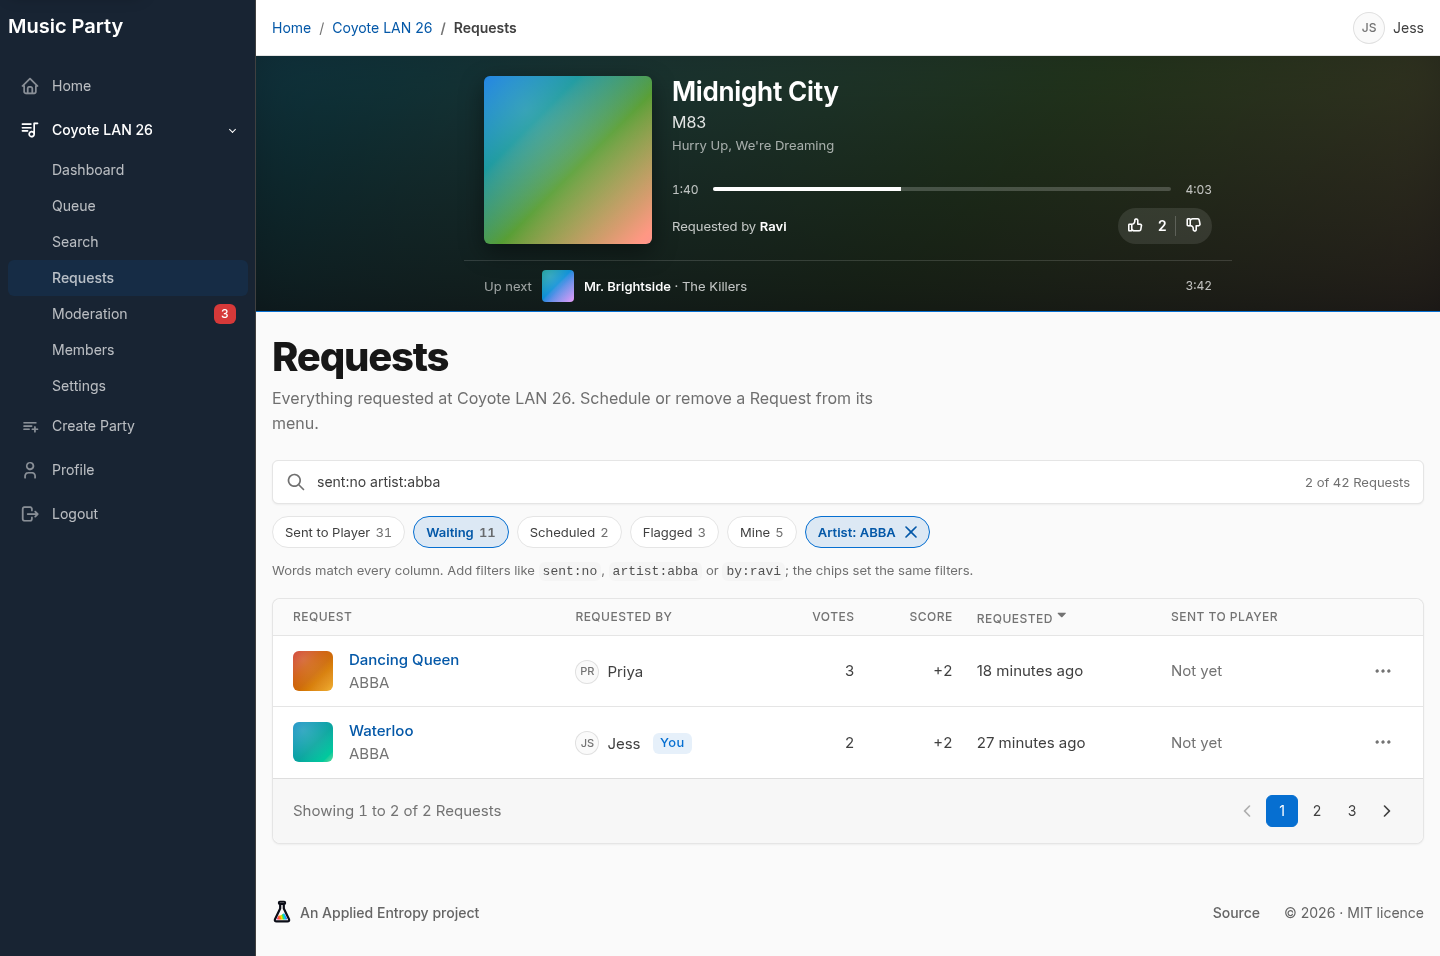 Music Party
Home / Coyote LAN 26 / Requests
JS Jess
Home
Coyote LAN 26
Dashboard
Queue
Search
Requests
Moderation 3
Members
Settings
Create Party
Profile
Logout
Midnight City
M83
Hurry Up, We're Dreaming
1:40 4:03
Requested by Ravi
2
Up next Mr. Brightside · The Killers 3:42
Requests
Everything requested at Coyote LAN 26. Schedule or remove a Request from its
menu.
sent:no artist:abba 2 of 42 Requests
Sent to Player 31 Waiting 11 Scheduled 2 Flagged 3 Mine 5 Artist: ABBA
Words match every column. Add filters like sent:no, artist:abba or by:ravi; the chips set the same filters.
REQUEST REQUESTED BY VOTES SCORE REQUESTED SENT TO PLAYER
Dancing Queen
ABBA
PR Priya 3 +2 18 minutes ago Not yet
Waterloo
ABBA
JS Jess You 2 +2 27 minutes ago Not yet
Showing 1 to 2 of 2 Requests 1 2 3
An Applied Entropy project
Source © 2026 · MIT licence